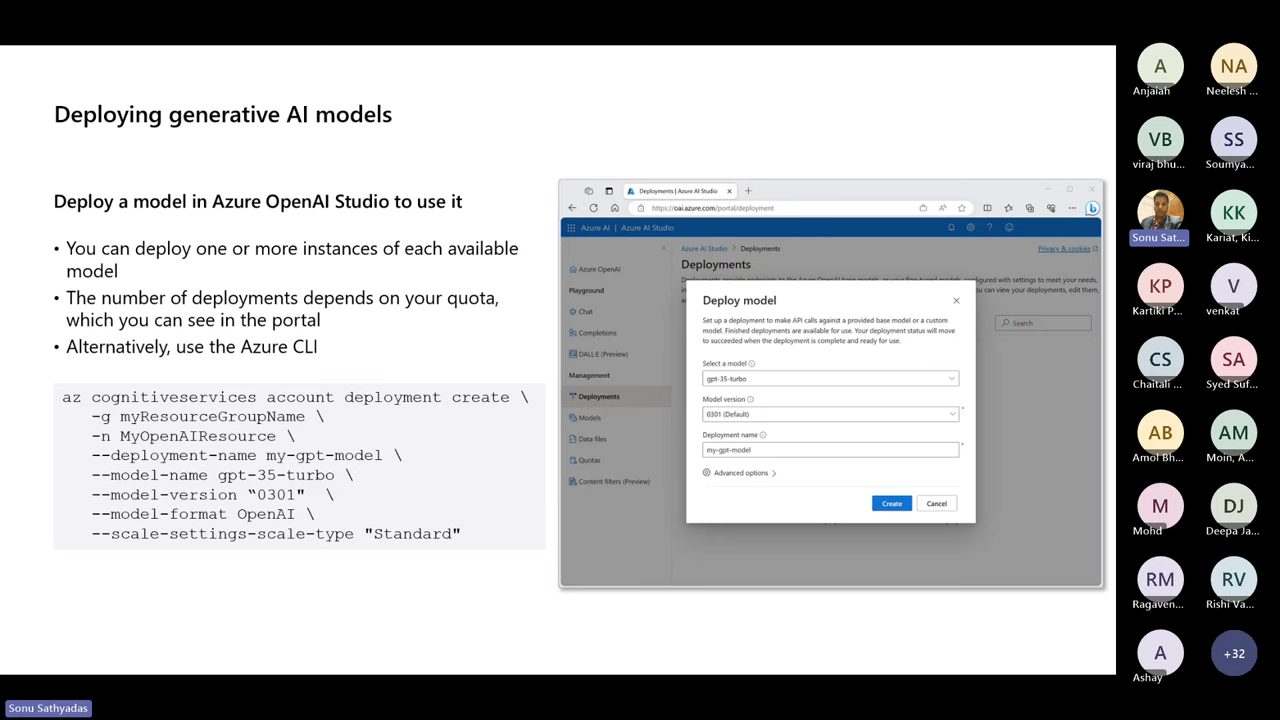 Deploying generative AI models
Deploy a model in Azure OpenAI Studio to use it
• You can deploy one or more instances of each available
model
• The number of deployments depends on your quota,
which you can see in the portal
• Alternatively, use the Azure CLI
az cognitiveservices account deployment create \
-g myResourceGroupName \
-n MyOpenAIResource \
--deployment-name my-gpt-model \
--model-name gpt-35-turbo \
--model-version “0301" \
--model-format OpenAI \
--scale-settings-scale-type "Standard"
Deployments | Azure AI Studio
https://oai.azure.com/portal/deployment
Azure AI | Azure AI Studio
Azure AI Studio > Deployments
Privacy & cookies
Azure OpenAI
Playground
Chat
Completions
DALL·E (Preview)
Management
Deployments
Models
Data files
Quotas
Content filters (Preview)
Deployments
Search
Deploy model
Set up a deployment to make API calls against a provided base model or a custom
model. Finished deployments are available for use. Your deployment status will move
to succeeded when the deployment is complete and ready for use.
Select a model
gpt-35-turbo
Model version
0301 (Default)
*
Deployment name
my-gpt-model
*
Advanced options >
Create
Cancel
A
Anjaiah
NA
Neelesh ...
VB
viraj bhu...
SS
Soumya...
Sonu Sat...
KK
Kariat, Ki...
KP
Kartiki P...
V
venkat
CS
Chaitali ...
SA
Syed Suf...
AB
Amol Bh...
AM
Moin, A...
M
Mohd
DJ
Deepa Ja...
RM
Ragaven...
RV
Rishi Va...
A
Ashay
+32
Sonu Sathyadas